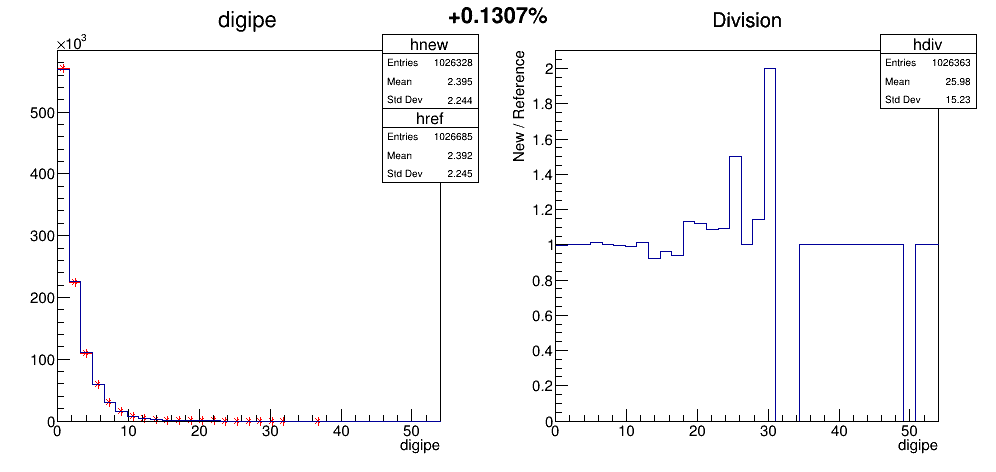 +0.1307%
digipe
×10³
hnew
Entries 1026328
Mean 2.395
Std Dev 2.244
href
Entries 1026685
Mean 2.392
Std Dev 2.245
500
400
300
200
100
0
0 10 20 30 40 50
digipe
Division
hdiv
Entries 1026363
Mean 25.98
Std Dev 15.23
New / Reference
2
1.8
1.6
1.4
1.2
1
0.8
0.6
0.4
0.2
0
0 10 20 30 40 50
digipe